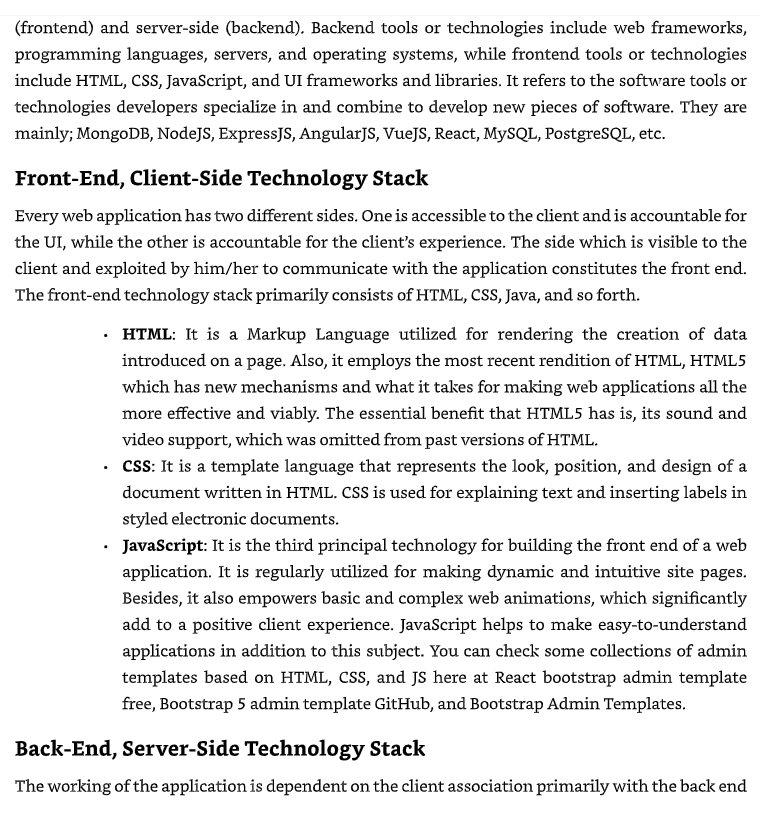 (frontend) and server-side (backend). Backend tools or technologies include web frameworks,
programming languages, servers, and operating systems, while frontend tools or technologies
include HTML, CSS, JavaScript, and UI frameworks and libraries. It refers to the software tools or
technologies developers specialize in and combine to develop new pieces of software. They are
mainly; MongoDB, NodeJS, ExpressJS, AngularJS, VueJS, React, MySQL, PostgreSQL, etc.
Front-End, Client-Side Technology Stack
Every web application has two different sides. One is accessible to the client and is accountable for
the UI, while the other is accountable for the client's experience. The side which is visible to the
client and exploited by him/her to communicate with the application constitutes the front end.
The front-end technology stack primarily consists of HTML, CSS, Java, and so forth.
• HTML: It is a Markup Language utilized for rendering the creation of data
introduced on a page. Also, it employs the most recent rendition of HTML, HTML5
which has new mechanisms and what it takes for making web applications all the
more effective and viably. The essential benefit that HTML5 has is, its sound and
video support, which was omitted from past versions of HTML.
• CSS: It is a template language that represents the look, position, and design of a
document written in HTML. CSS is used for explaining text and inserting labels in
styled electronic documents.
• JavaScript: It is the third principal technology for building the front end of a web
application. It is regularly utilized for making dynamic and intuitive site pages.
Besides, it also empowers basic and complex web animations, which significantly
add to a positive client experience. JavaScript helps to make easy-to-understand
applications in addition to this subject. You can check some collections of admin
templates based on HTML, CSS, and JS here at React bootstrap admin template
free, Bootstrap 5 admin template GitHub, and Bootstrap Admin Templates.
Back-End, Server-Side Technology Stack
The working of the application is dependent on the client association primarily with the back end